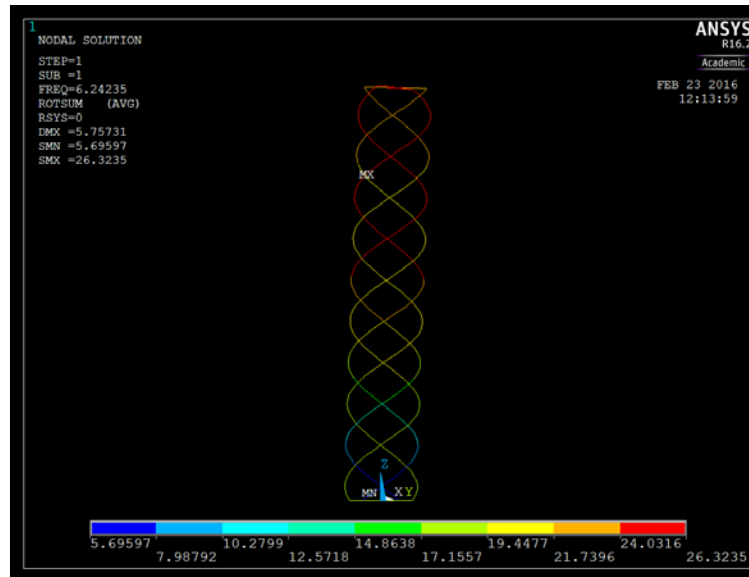 1
NODAL SOLUTION
STEP=1
SUB =1
FREQ=6.24235
ROTSUM (AVG)
RSYS=0
DMX =5.75731
SMN =5.69597
SMX =26.3235
ANSYS
R16.2
Academic
FEB 23 2016
12:13:59
MX
Z
MN X Y
5.69597 10.2799 14.8638 19.4477 24.0316
7.98792 12.5718 17.1557 21.7396 26.3235